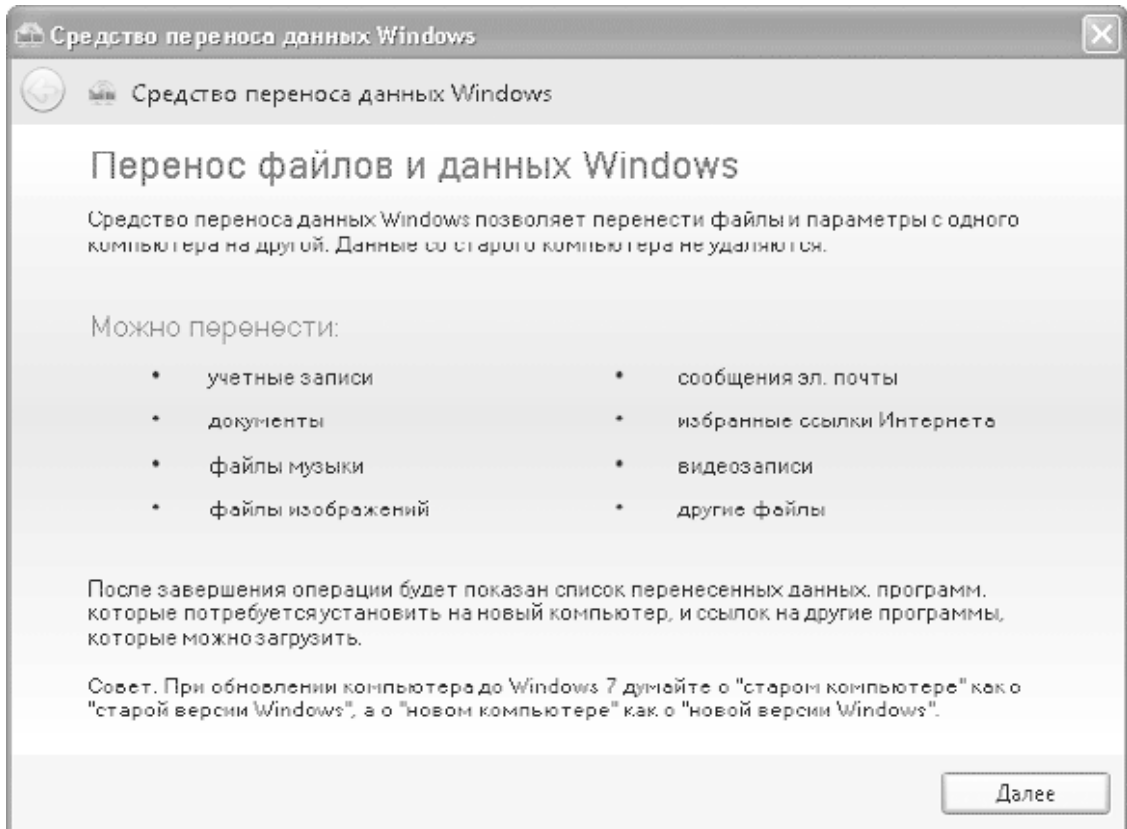 Средство переноса данных Windows
Средство переноса данных Windows
Перенос файлов и данных Windows
Средство переноса данных Windows позволяет перенести файлы и параметры с одного
компьютера на другой. Данные со старого компьютера не удаляются.
Можно перенести:
• учетные записи
• сообщения эл. почты
• документы
• избранные ссылки Интернета
• файлы музыки
• видеозаписи
• файлы изображений
• другие файлы
После завершения операции будет показан список перенесенных данных, программ,
которые потребуется установить на новый компьютер, и ссылок на другие программы,
которые можно загрузить.
Совет. При обновлении компьютера до Windows 7 думайте о "старом компьютере" как о
"старой версии Windows", а о "новом компьютере" как о "новой версии Windows".
Далее